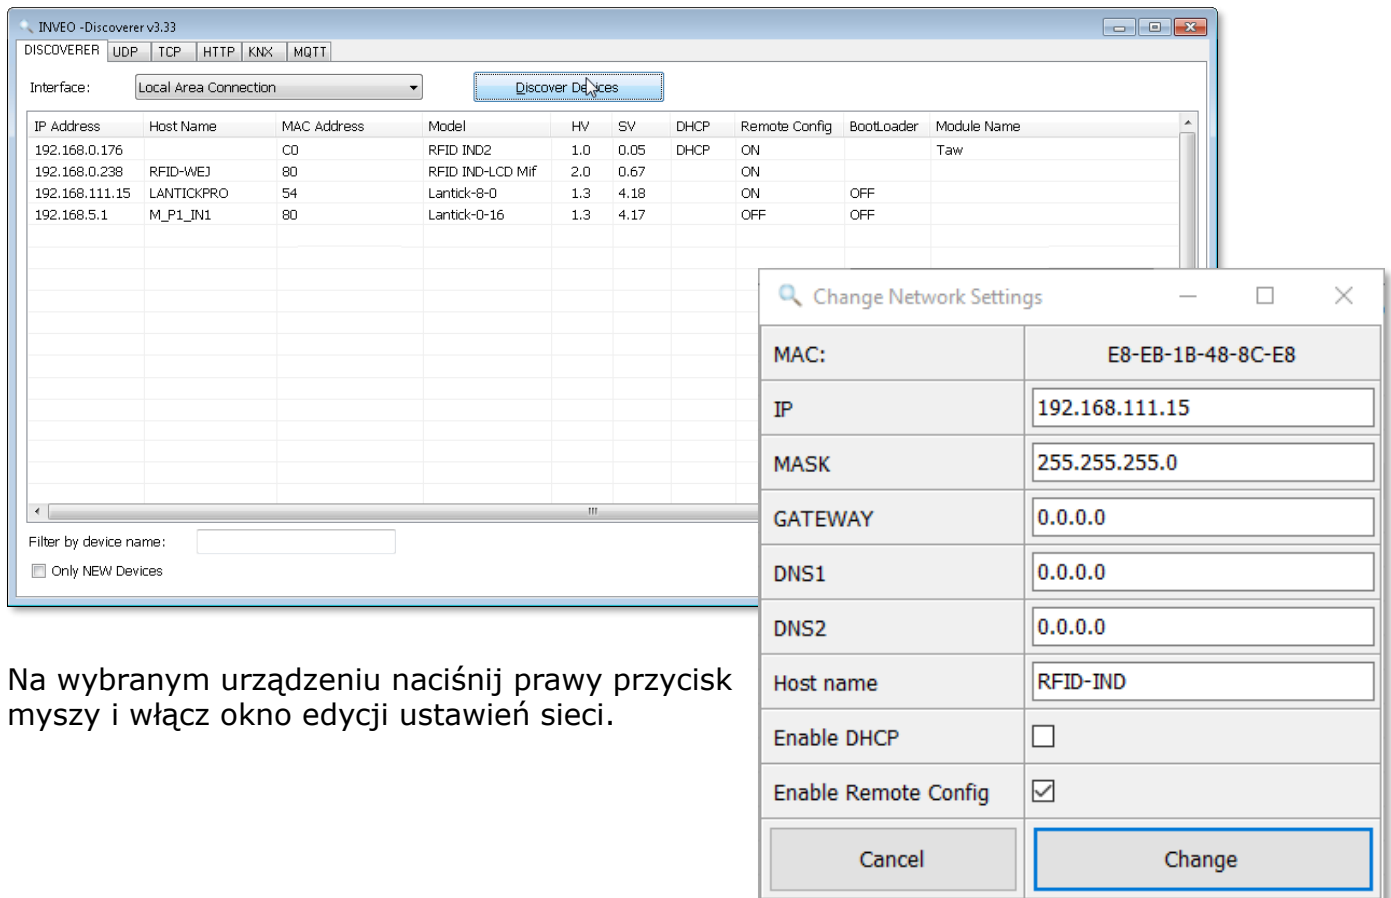 INVEO -Discoverer v3.33
DISCOVERER UDP TCP HTTP KNX MQTT
Interface: Local Area Connection Discover Devices
IP Address Host Name MAC Address Model HV SV DHCP Remote Config BootLoader Module Name
192.168.0.176 C0 RFID IND2 1.0 0.05 DHCP ON Taw
192.168.0.238 RFID-WEJ 80 RFID IND-LCD Mif 2.0 0.67 ON
192.168.111.15 LANTICKPRO 54 Lantick-8-0 1.3 4.18 ON OFF
192.168.5.1 M_P1_IN1 80 Lantick-0-16 1.3 4.17 OFF OFF
Filter by device name:
Only NEW Devices
Change Network Settings
MAC: E8-EB-1B-48-8C-E8
IP 192.168.111.15
MASK 255.255.255.0
GATEWAY 0.0.0.0
DNS1 0.0.0.0
DNS2 0.0.0.0
Host name RFID-IND
Enable DHCP
Enable Remote Config
Cancel Change
Na wybranym urządzeniu naciśnij prawy przycisk
myszy i włącz okno edycji ustawień sieci.